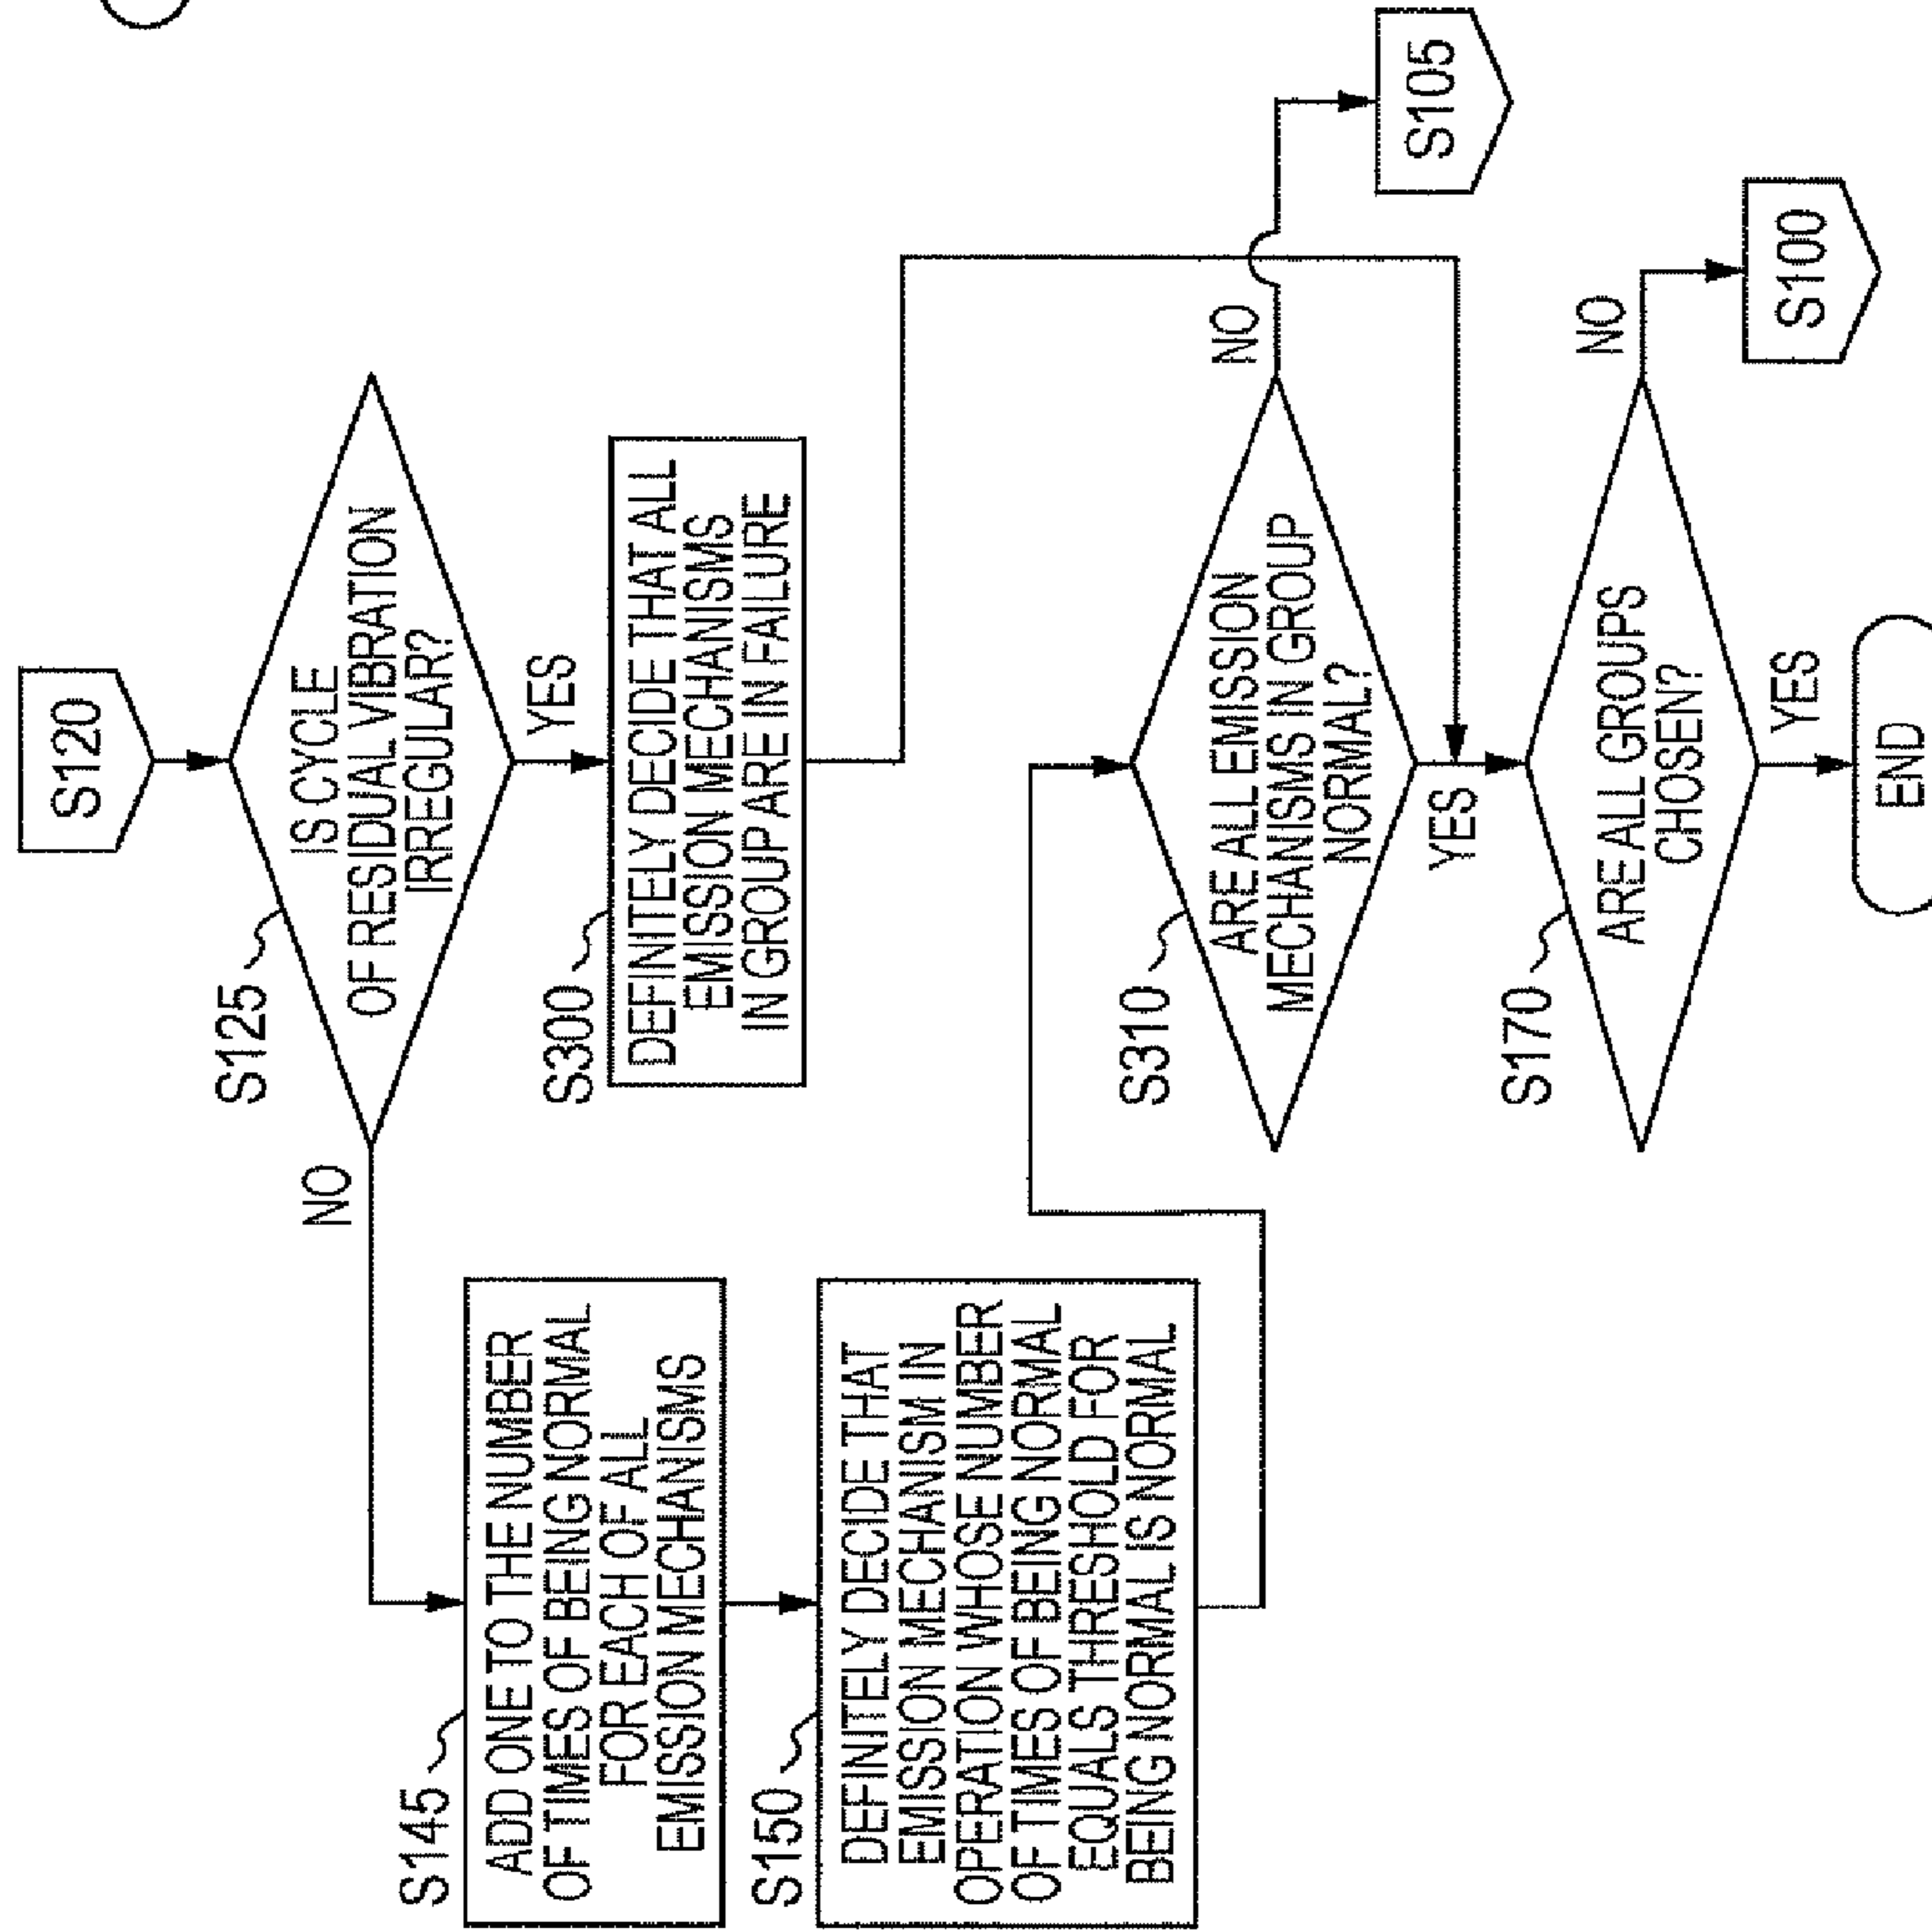 S120
S125
IS CYCLE
OF RESIDUAL VIBRATION
IRREGULAR?
NO
YES
S145
ADD ONE TO THE NUMBER
OF TIMES OF BEING NORMAL
FOR EACH OF ALL
EMISSION MECHANISMS
S300
DEFINITELY DECIDE THAT ALL
EMISSION MECHANISMS
IN GROUP ARE IN FAILURE
S150
DEFINITELY DECIDE THAT
EMISSION MECHANISM IN
OPERATION WHOSE NUMBER
OF TIMES OF BEING NORMAL
EQUALS THRESHOLD FOR
BEING NORMAL IS NORMAL
S310
ARE ALL EMISSION
MECHANISMS IN GROUP
NORMAL?
NO
S105
YES
S170
ARE ALL GROUPS
CHOSEN?
NO
S100
YES
END